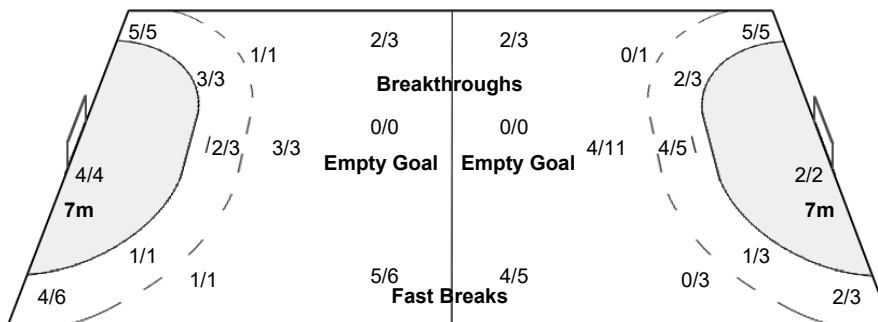 5/5 2/3 2/3 5/5
1/1 0/1
3/3 Breakthroughs 2/3
0/0 0/0
2/3 3/3 4/11 4/5
Empty Goal Empty Goal
4/4 2/2
7m 7m
1/1 1/3
1/1 5/6 4/5 0/3
4/6 Fast Breaks 2/3